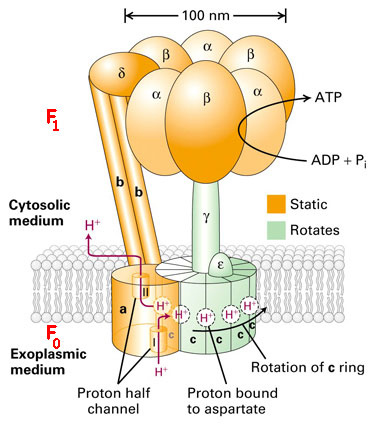 100 nm
α
β
β
δ
α
β
α
ATP
F1
ADP + Pi
b
b
Static
Rotates
Cytosolic
medium
γ
H+
ε
II
a
H+
H+
H+
H+
H+
F0
I
c
c
c
c
c
c
Exoplasmic
medium
H+
Rotation of c ring
Proton half
channel
Proton bound
to aspartate